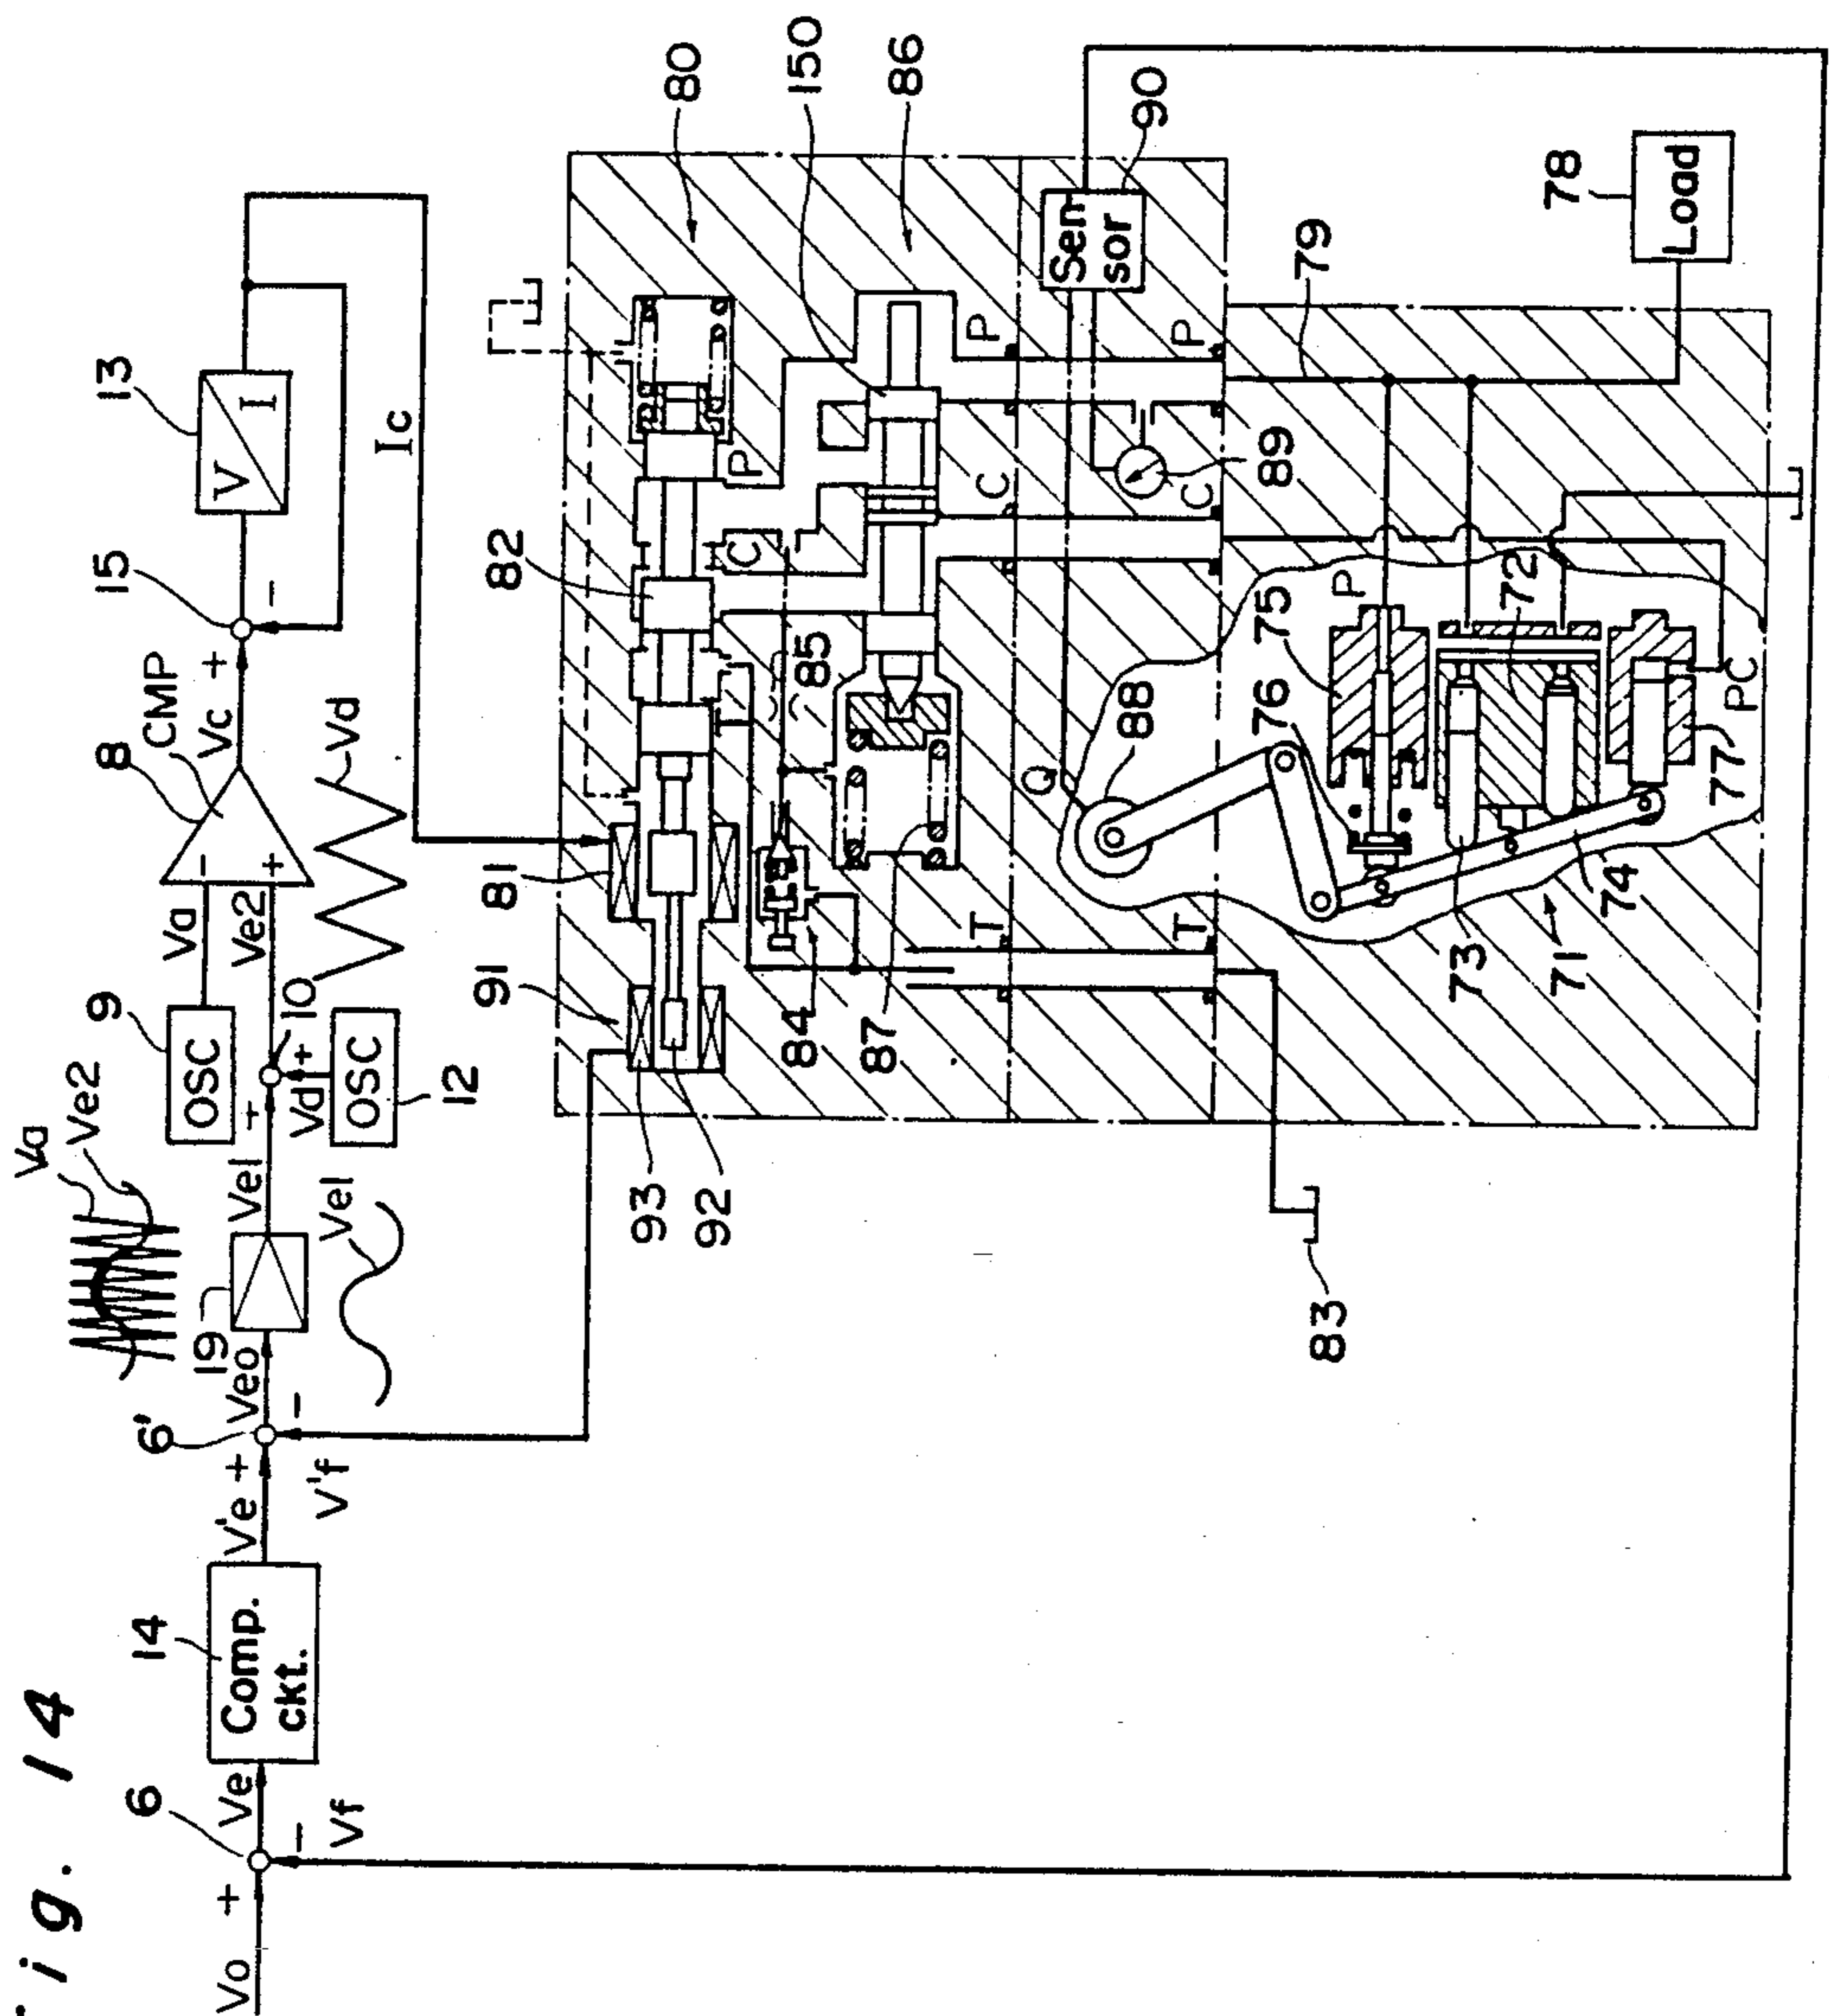 Fig. 14
Vo
+
6
Ve
-
Vf
14
Comp.
ckt.
V'e
+
6'
-
V'f
Veo
19
Ve1
Ve1
Va
Ve2
+
10
Vd
+
9
OSC
OSC
12
Va
Ve2
8
-
+
CMP
Vc
+
Vd
15
-
13
V
I
Ic
80
150
86
82
81
91
93
92
P
C
85
84
87
P
P
C
C
T
T
Sen
sor
90
89
Q
88
83
79
78
Load
P
75
76
72
73
71
74
77
PC